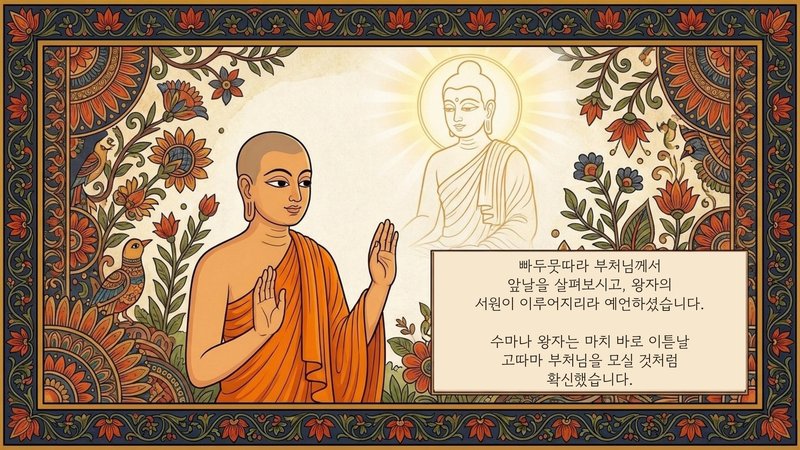 빠두뭇따라 부처님께서
앞날을 살펴보시고, 왕자의
서원이 이루어지리라 예언하셨습니다.
수마나 왕자는 마치 바로 이튿날
고따마 부처님을 모실 것처럼
확신했습니다.